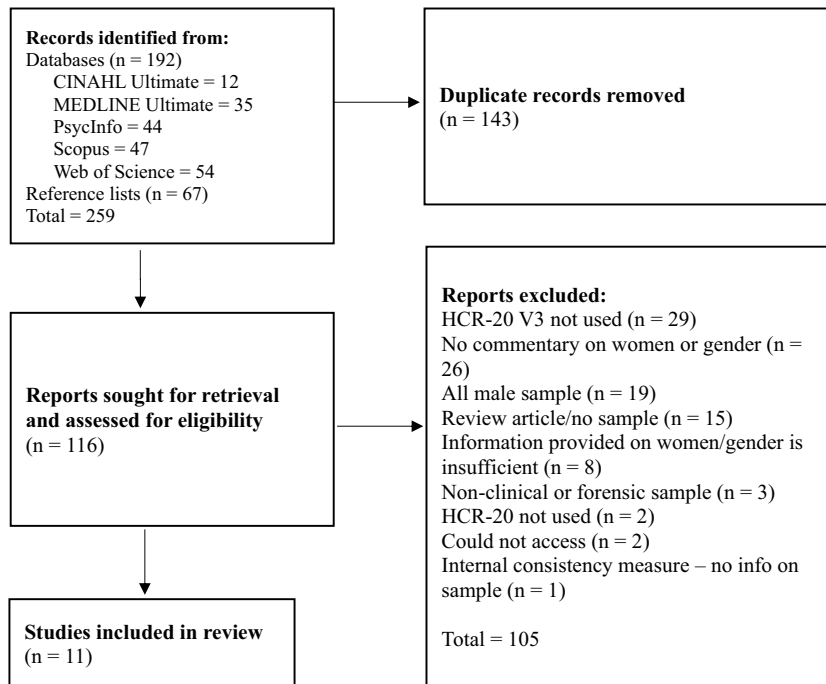 Records identified from:
Databases (n = 192)
CINAHL Ultimate = 12
MEDLINE Ultimate = 35
PsycInfo = 44
Scopus = 47
Web of Science = 54
Reference lists (n = 67)
Total = 259
Duplicate records removed
(n = 143)
Reports sought for retrieval
and assessed for eligibility
(n = 116)
Reports excluded:
HCR-20 V3 not used (n = 29)
No commentary on women or gender (n =
26)
All male sample (n = 19)
Review article/no sample (n = 15)
Information provided on women/gender is
insufficient (n = 8)
Non-clinical or forensic sample (n = 3)
HCR-20 not used (n = 2)
Could not access (n = 2)
Internal consistency measure – no info on
sample (n = 1)
Total = 105
Studies included in review
(n = 11)